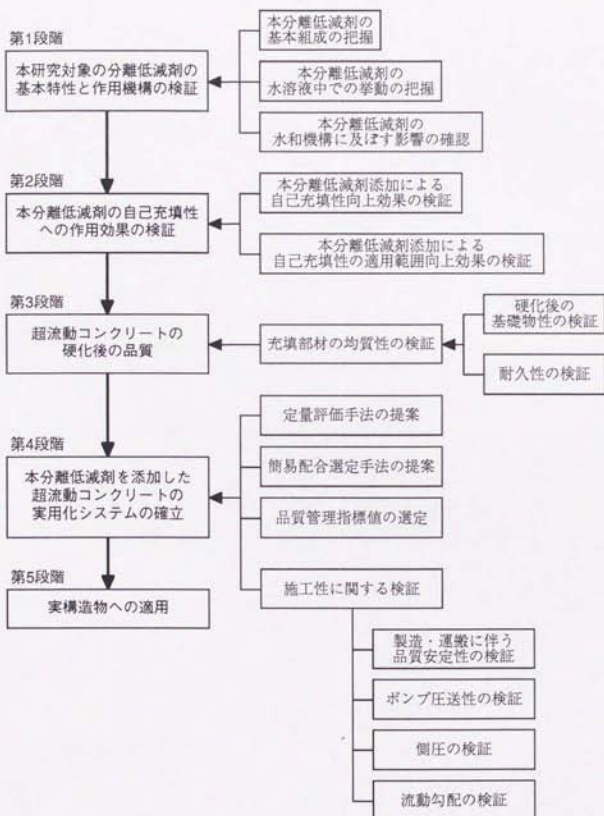 第1段階
本研究対象の分離低減剤の
基本特性と作用機構の検証
本分離低減剤の
基本組成の把握
本分離低減剤の
水溶液中での挙動の把握
本分離低減剤の
水和機構に及ぼす影響の確認
第2段階
本分離低減剤の自己充填性
への作用効果の検証
本分離低減剤添加による
自己充填性向上効果の検証
本分離低減剤添加による
自己充填性の適用範囲向上効果の検証
第3段階
超流動コンクリートの
硬化後の品質
充填部材の均質性の検証
硬化後の
基礎物性の検証
耐久性の検証
第4段階
本分離低減剤を添加した
超流動コンクリートの
実用化システムの確立
定量評価手法の提案
簡易配合選定手法の提案
品質管理指標値の選定
施工性に関する検証
第5段階
実構造物への適用
製造・運搬に伴う
品質安定性の検証
ポンプ圧送性の検証
側圧の検証
流動勾配の検証